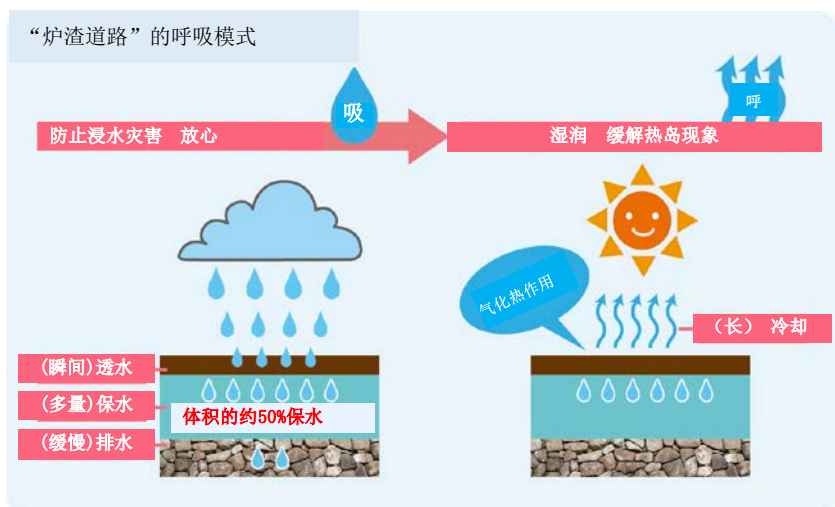 “炉渣道路”的呼吸模式
吸
呼
防止浸水灾害 放心
湿润 缓解热岛现象
气化热作用
（长） 冷却
(瞬间)透水
(多量)保水
体积的约50%保水
(缓慢)排水